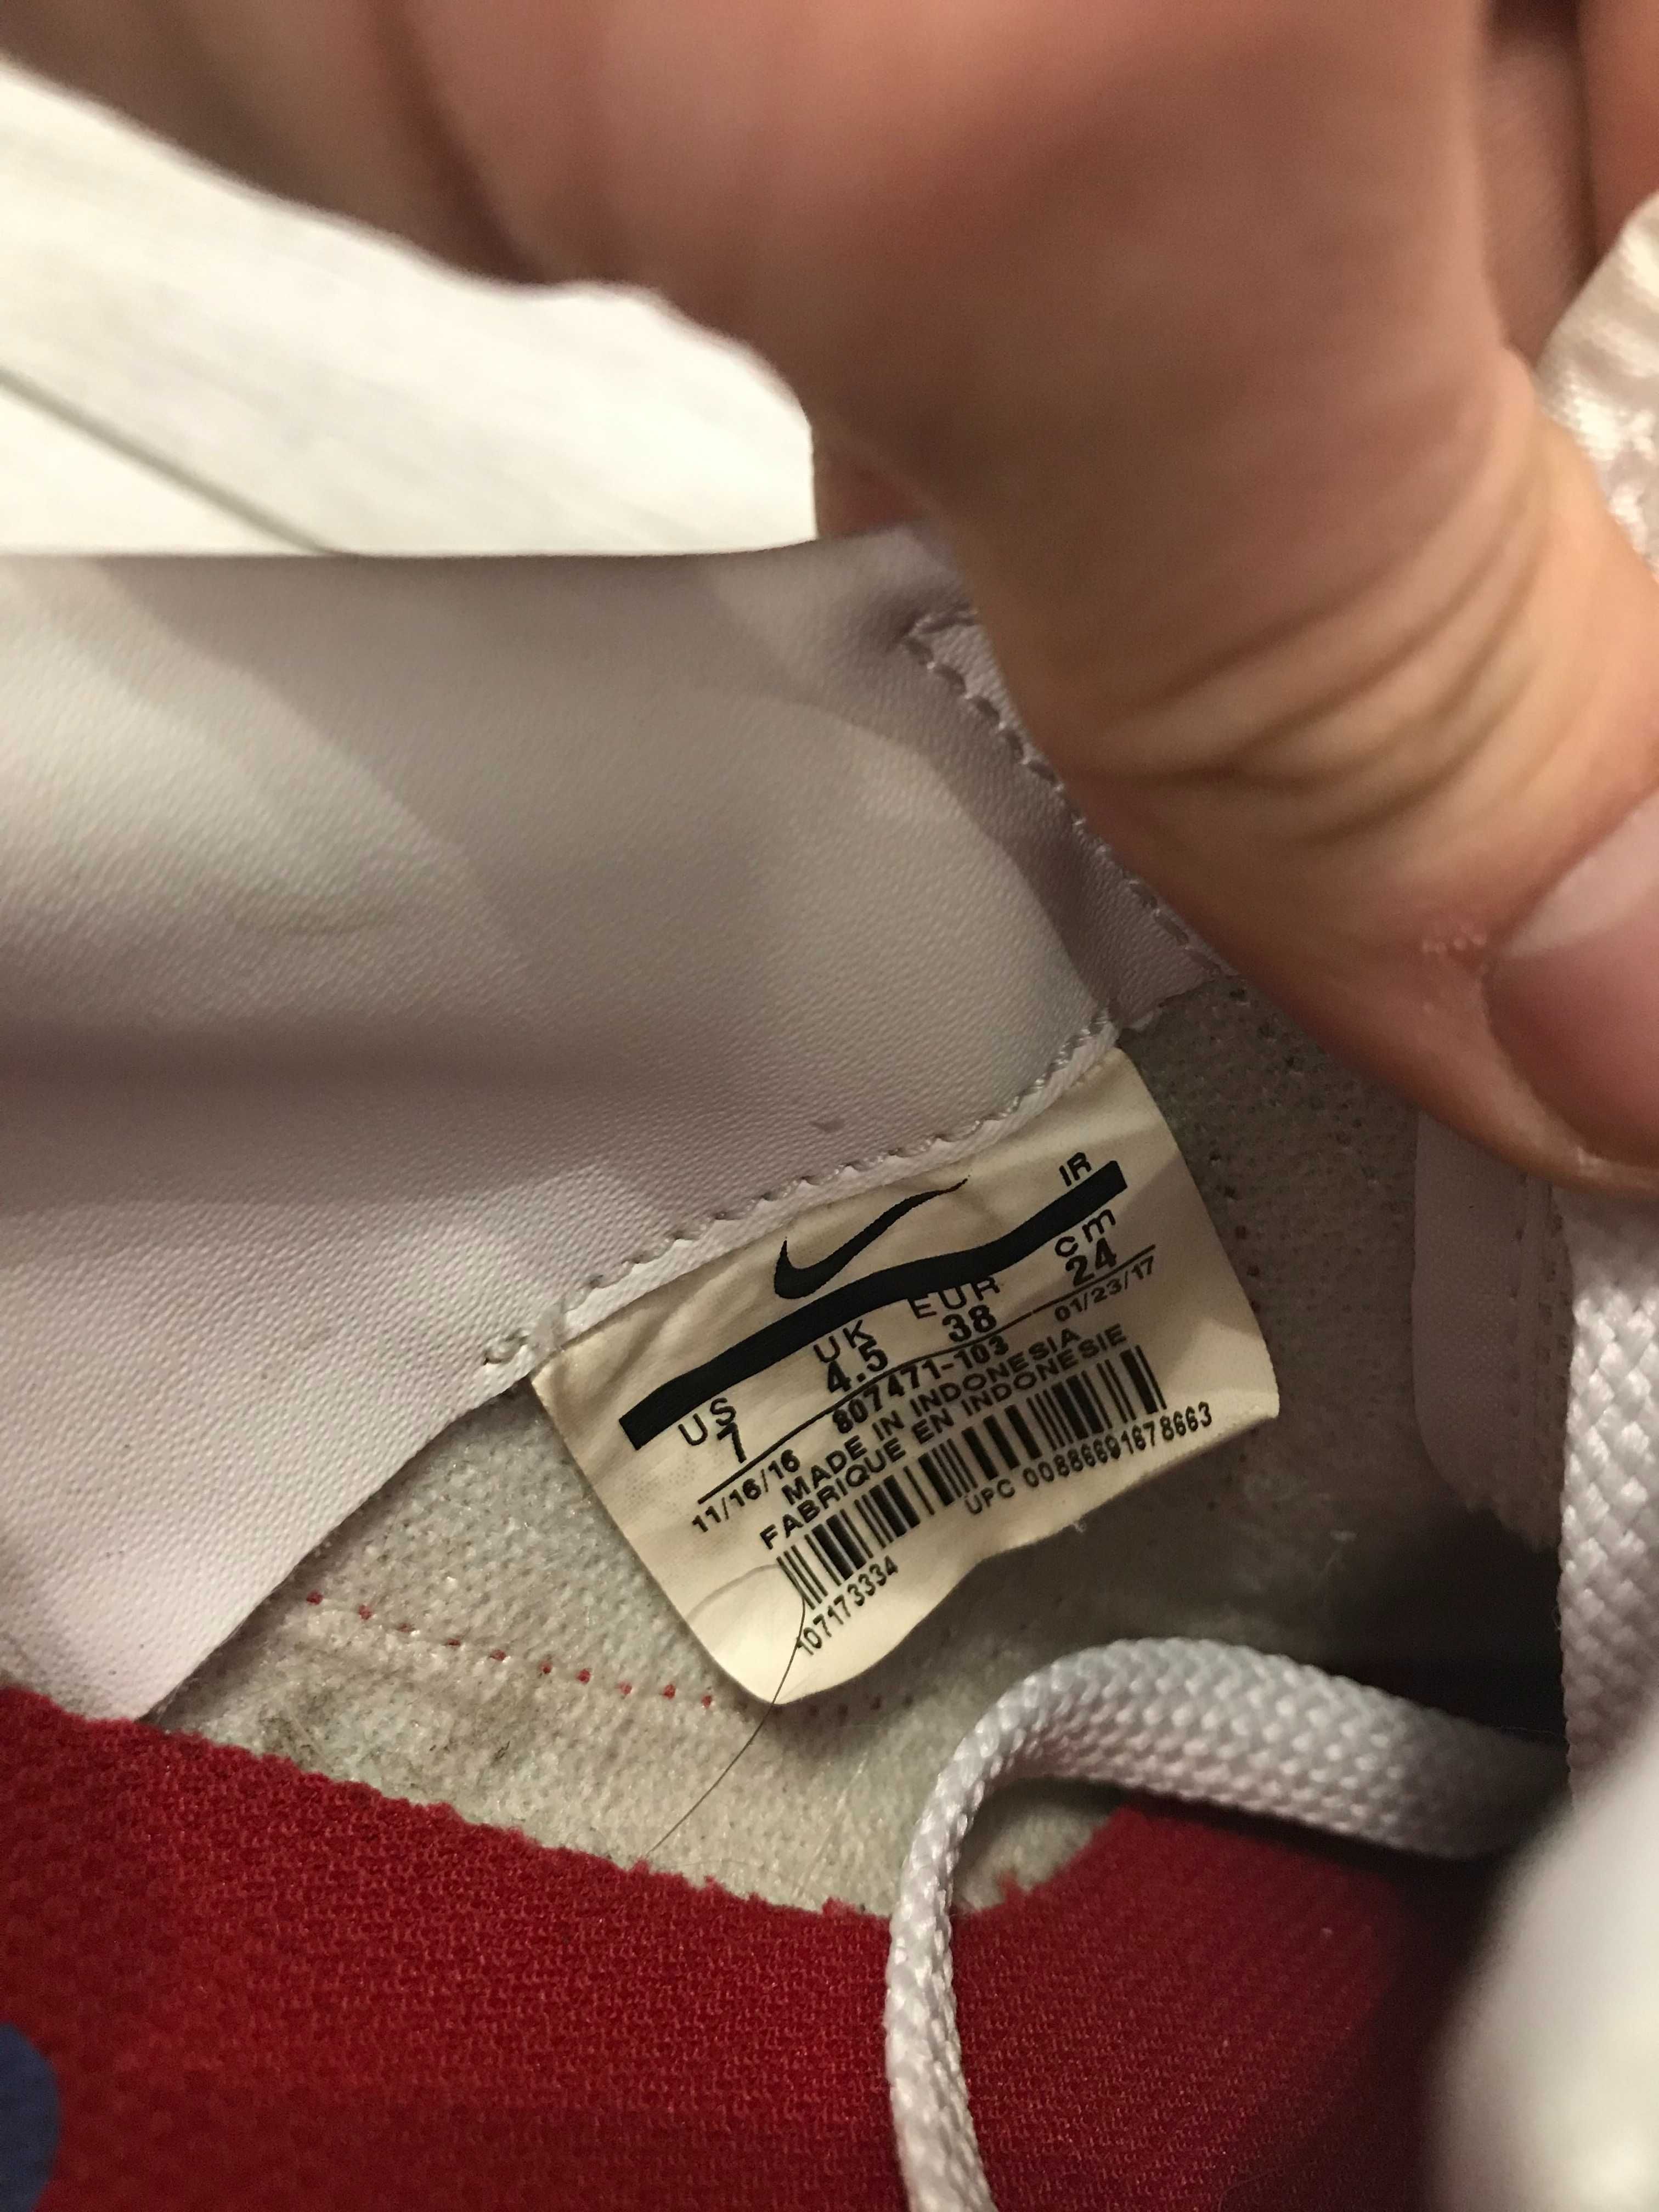 IR
US UK EUR cm
7 4.5 38 24
11/16/16 807471-103 01/23/17
MADE IN INDONESIA
FABRIQUE EN INDONESIE
UPC 00886691678663
107173334